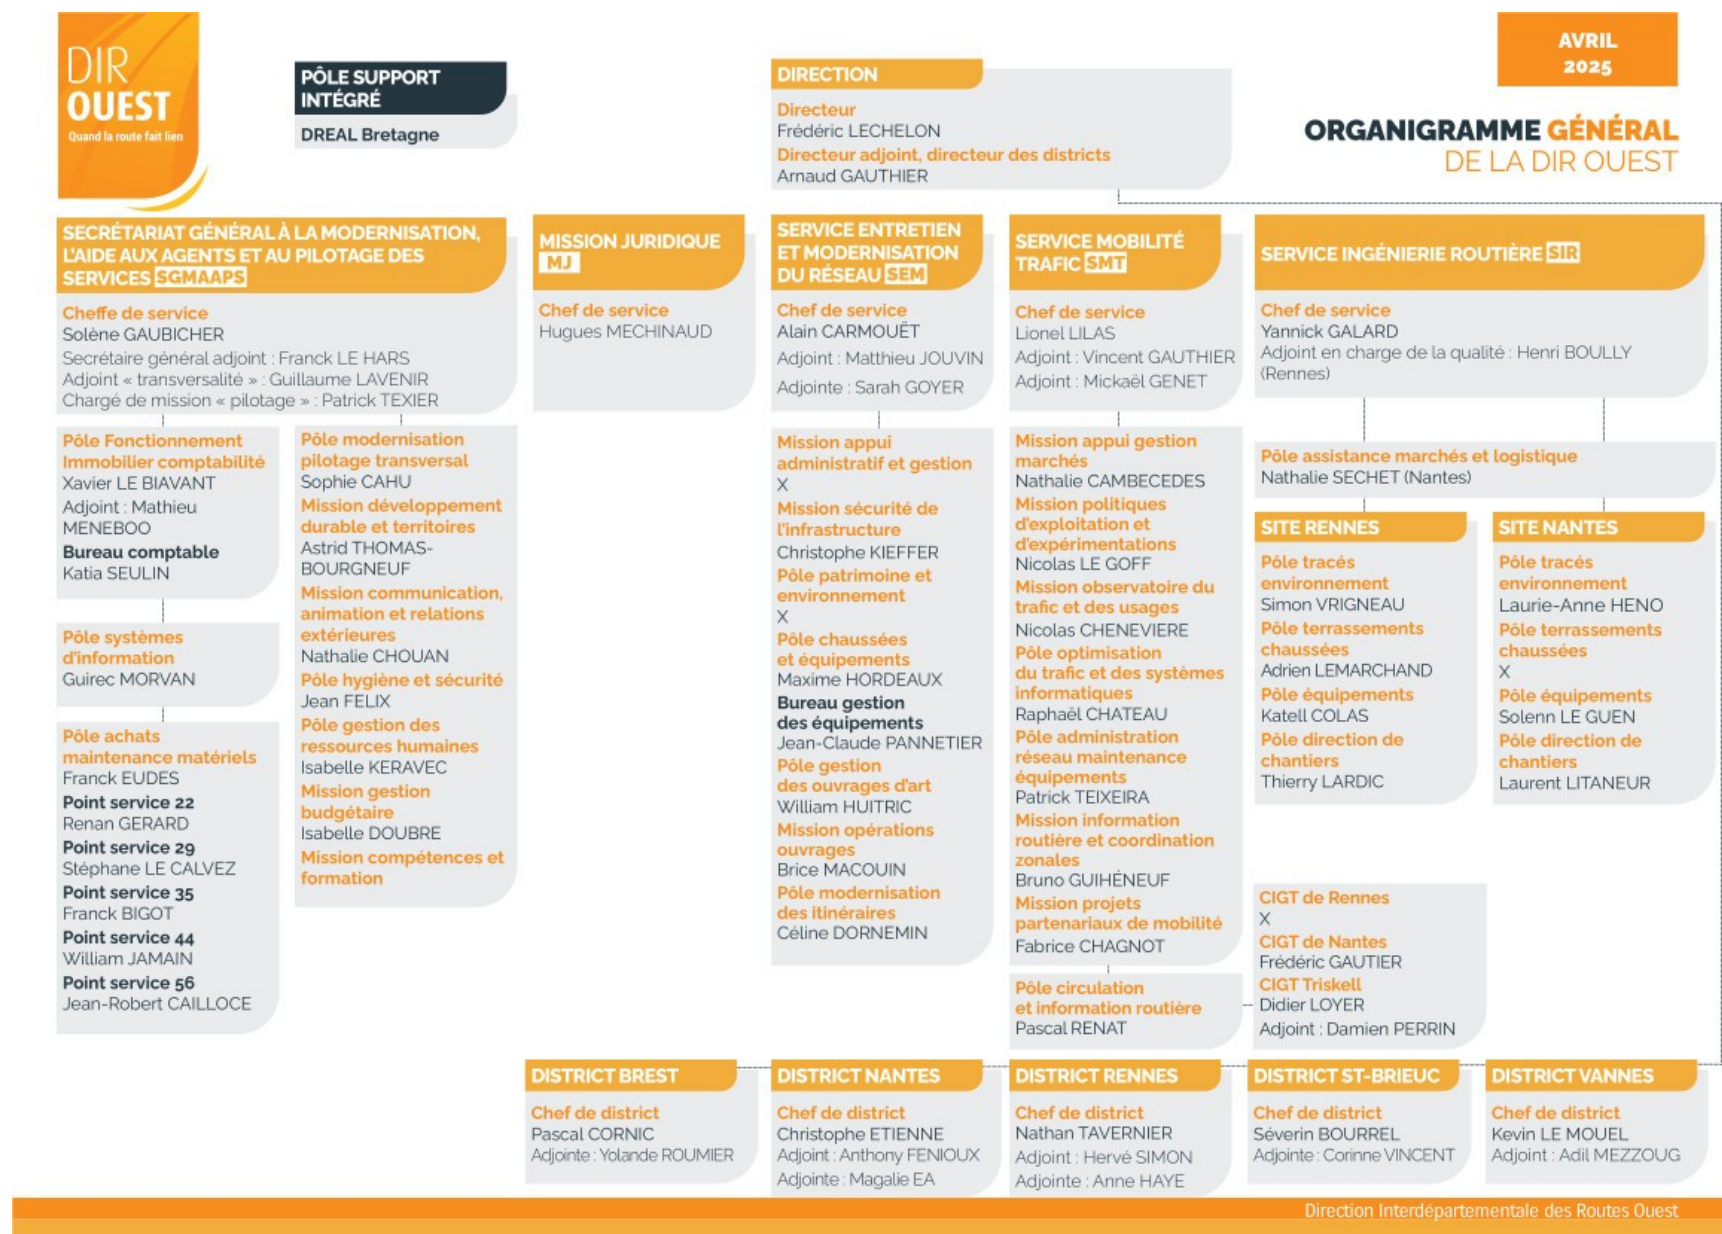 DIR
OUEST
Quand la route fait lien
PÔLE SUPPORT
INTÉGRÉ
DREAL Bretagne
DIRECTION
Directeur
Frédéric LECHELON
Directeur adjoint, directeur des districts
Arnaud GAUTHIER
AVRIL
2025
ORGANIGRAMME GÉNÉRAL
DE LA DIR OUEST
SECRÉTARIAT GÉNÉRAL À LA MODERNISATION,
L'AIDE AUX AGENTS ET AU PILOTAGE DES
SERVICES SGMAAPS
Cheffe de service
Solène GAUBICHER
Secrétaire général adjoint : Franck LE HARS
Adjoint « transversalité » : Guillaume LAVENIR
Chargé de mission « pilotage » : Patrick TEXIER
Pôle Fonctionnement
Immobilier comptabilité
Xavier LE BIAVANT
Adjoint : Mathieu
MENEBOO
Bureau comptable
Katia SEULIN
Pôle systèmes
d'information
Guirec MORVAN
Pôle achats
maintenance matériels
Franck EUDES
Point service 22
Renan GERARD
Point service 29
Stéphane LE CALVEZ
Point service 35
Franck BIGOT
Point service 44
William JAMAIN
Point service 56
Jean-Robert CAILLOCE
Pôle modernisation
pilotage transversal
Sophie CAHU
Mission développement
durable et territoires
Astrid THOMAS-
BOURGNEUF
Mission communication,
animation et relations
extérieures
Nathalie CHOUAN
Pôle hygiène et sécurité
Jean FELIX
Pôle gestion des
ressources humaines
Isabelle KERAVEC
Mission gestion
budgétaire
Isabelle DOUBRE
Mission compétences et
formation
MISSION JURIDIQUE
MJ
Chef de service
Hugues MECHINAUD
SERVICE ENTRETIEN
ET MODERNISATION
DU RÉSEAU SEM
Chef de service
Alain CARMOUËT
Adjoint : Matthieu JOUVIN
Adjointe : Sarah GOYER
Mission appui
administratif et gestion
X
Mission sécurité de
l'infrastructure
Christophe KIEFFER
Pôle patrimoine et
environnement
X
Pôle chaussées
et équipements
Maxime HORDEAUX
Bureau gestion
des équipements
Jean-Claude PANNETIER
Pôle gestion
des ouvrages d'art
William HUITRIC
Mission opérations
ouvrages
Brice MACOUIN
Pôle modernisation
des itinéraires
Céline DORNEMIN
SERVICE MOBILITÉ
TRAFIC SMT
Chef de service
Lionel LILAS
Adjoint : Vincent GAUTHIER
Adjoint : Mickaël GENET
Mission appui gestion
marchés
Nathalie CAMBECEDES
Mission politiques
d'exploitation et
d'expérimentations
Nicolas LE GOFF
Mission observatoire du
trafic et des usages
Nicolas CHENEVIERE
Pôle optimisation
du trafic et des systèmes
informatiques
Raphaël CHATEAU
Pôle administration
réseau maintenance
équipements
Patrick TEIXEIRA
Mission information
routière et coordination
zonales
Bruno GUIHÉNEUF
Mission projets
partenariaux de mobilité
Fabrice CHAGNOT
Pôle circulation
et information routière
Pascal RENAT
SERVICE INGÉNIERIE ROUTIÈRE SIR
Chef de service
Yannick GALARD
Adjoint en charge de la qualité : Henri BOULLY
(Rennes)
Pôle assistance marchés et logistique
Nathalie SECHET (Nantes)
SITE RENNES
Pôle tracés
environnement
Simon VRIGNEAU
Pôle terrassements
chaussées
Adrien LEMARCHAND
Pôle équipements
Katell COLAS
Pôle direction de
chantiers
Thierry LARDIC
SITE NANTES
Pôle tracés
environnement
Laurie-Anne HENO
Pôle terrassements
chaussées
X
Pôle équipements
Solenn LE GUEN
Pôle direction de
chantiers
Laurent LITANEUR
CIGT de Rennes
X
CIGT de Nantes
Frédéric GAUTIER
CIGT Triskell
Didier LOYER
Adjoint : Damien PERRIN
DISTRICT BREST
Chef de district
Pascal CORNIC
Adjointe : Yolande ROUMIER
DISTRICT NANTES
Chef de district
Christophe ETIENNE
Adjoint : Anthony FENIOUX
Adjointe : Magalie EA
DISTRICT RENNES
Chef de district
Nathan TAVERNIER
Adjoint : Hervé SIMON
Adjointe : Anne HAYE
DISTRICT ST-BRIEUC
Chef de district
Séverin BOURREL
Adjointe : Corinne VINCENT
DISTRICT VANNES
Chef de district
Kevin LE MOUEL
Adjoint : Adil MEZZOUG
Direction Interdépartementale des Routes Ouest